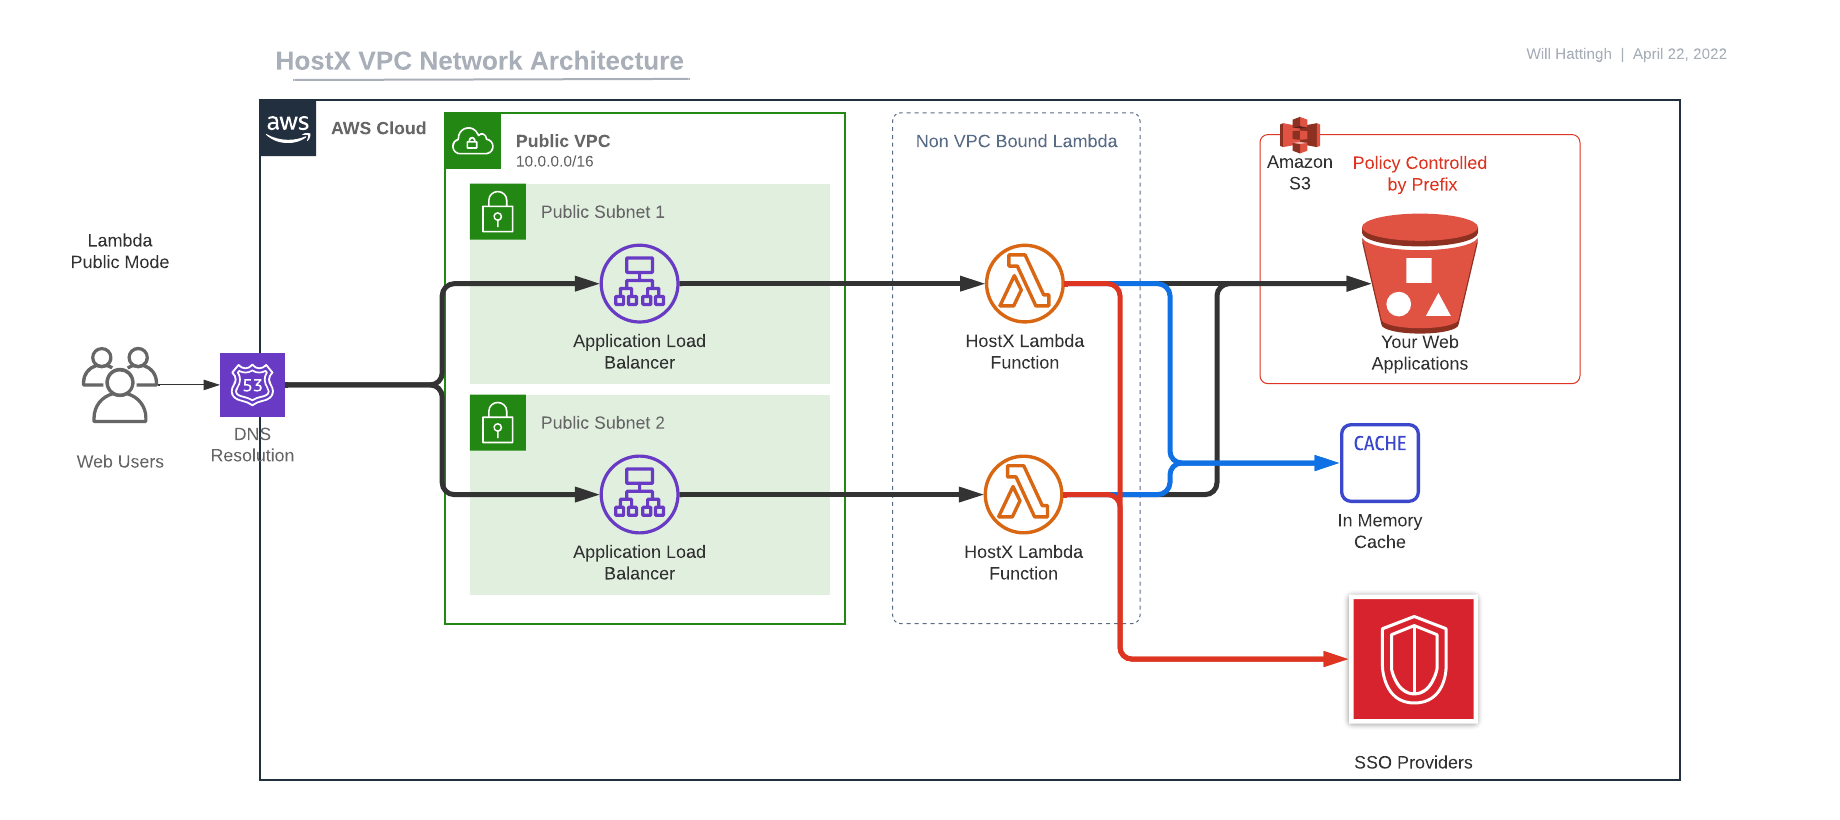 HostX VPC Network Architecture
Will Hattingh | April 22, 2022
aws
AWS Cloud
Public VPC
10.0.0.0/16
Non VPC Bound Lambda
Amazon
S3
Policy Controlled
by Prefix
Public Subnet 1
Lambda
Public Mode
Application Load
Balancer
HostX Lambda
Function
Your Web
Applications
53
DNS
Resolution
Web Users
Public Subnet 2
CACHE
In Memory
Cache
Application Load
Balancer
HostX Lambda
Function
SSO Providers